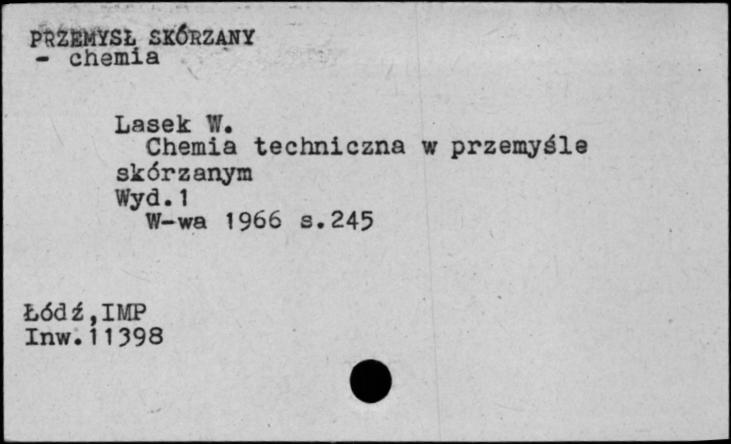 PRZEMYSŁ SKÓRZANY
- chemia
Lasek W.
Chemia techniczna w przemyśle
skórzanym
Wyd.1
W-wa 1966 s.245
Łódź,IMP
Inw.11398